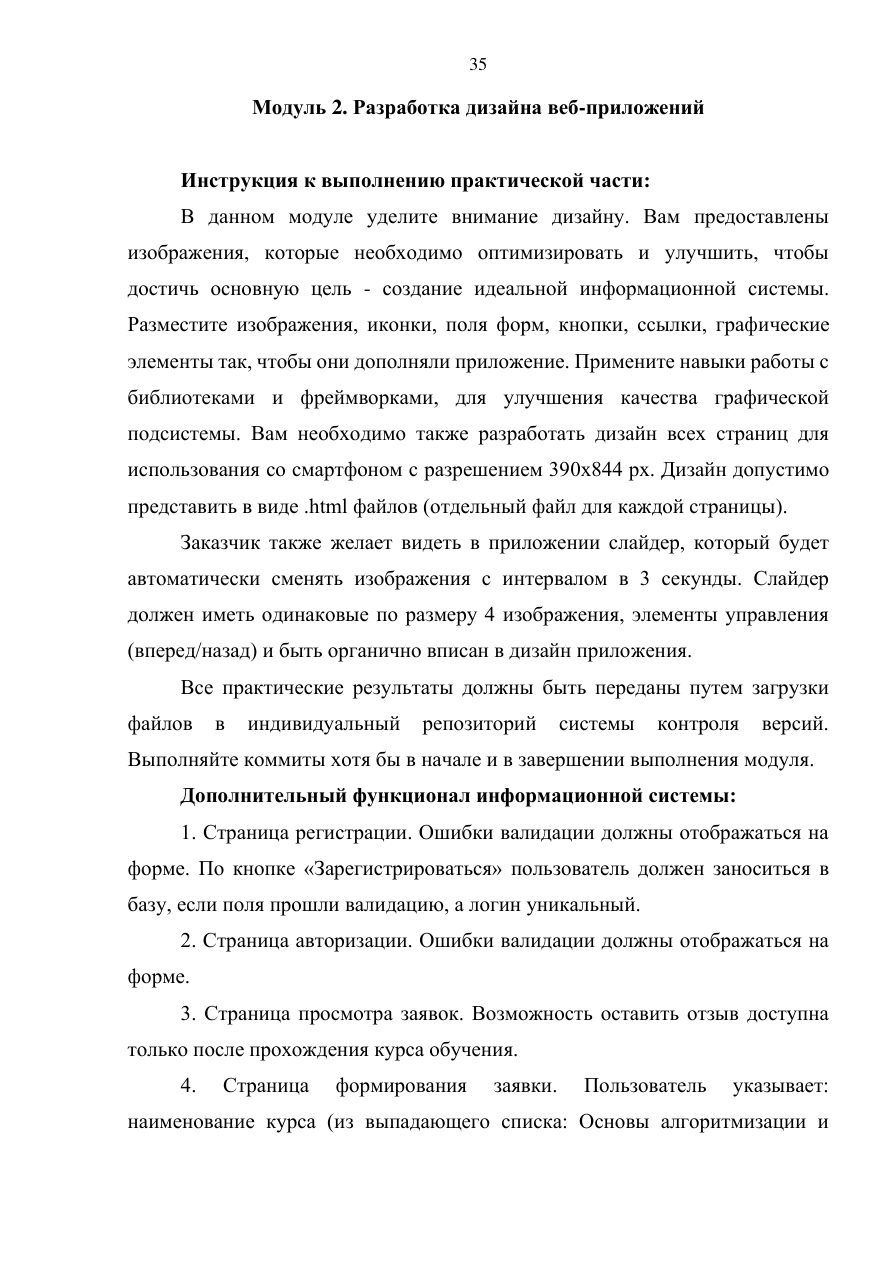 35
Модуль 2. Разработка дизайна веб-приложений
Инструкция к выполнению практической части:
В данном модуле уделите внимание дизайну. Вам предоставлены
изображения, которые необходимо оптимизировать и улучшить, чтобы
достичь основную цель - создание идеальной информационной системы.
Разместите изображения, иконки, поля форм, кнопки, ссылки, графические
элементы так, чтобы они дополняли приложение. Примените навыки работы с
библиотеками и фреймворками, для улучшения качества графической
подсистемы. Вам необходимо также разработать дизайн всех страниц для
использования со смартфоном с разрешением 390x844 px. Дизайн допустимо
представить в виде .html файлов (отдельный файл для каждой страницы).
Заказчик также желает видеть в приложении слайдер, который будет
автоматически сменять изображения с интервалом в 3 секунды. Слайдер
должен иметь одинаковые по размеру 4 изображения, элементы управления
(вперед/назад) и быть органично вписан в дизайн приложения.
Все практические результаты должны быть переданы путем загрузки
файлов в индивидуальный репозиторий системы контроля версий.
Выполняйте коммиты хотя бы в начале и в завершении выполнения модуля.
Дополнительный функционал информационной системы:
1. Страница регистрации. Ошибки валидации должны отображаться на
форме. По кнопке «Зарегистрироваться» пользователь должен заноситься в
базу, если поля прошли валидацию, а логин уникальный.
2. Страница авторизации. Ошибки валидации должны отображаться на
форме.
3. Страница просмотра заявок. Возможность оставить отзыв доступна
только после прохождения курса обучения.
4. Страница формирования заявки. Пользователь указывает:
наименование курса (из выпадающего списка: Основы алгоритмизации и